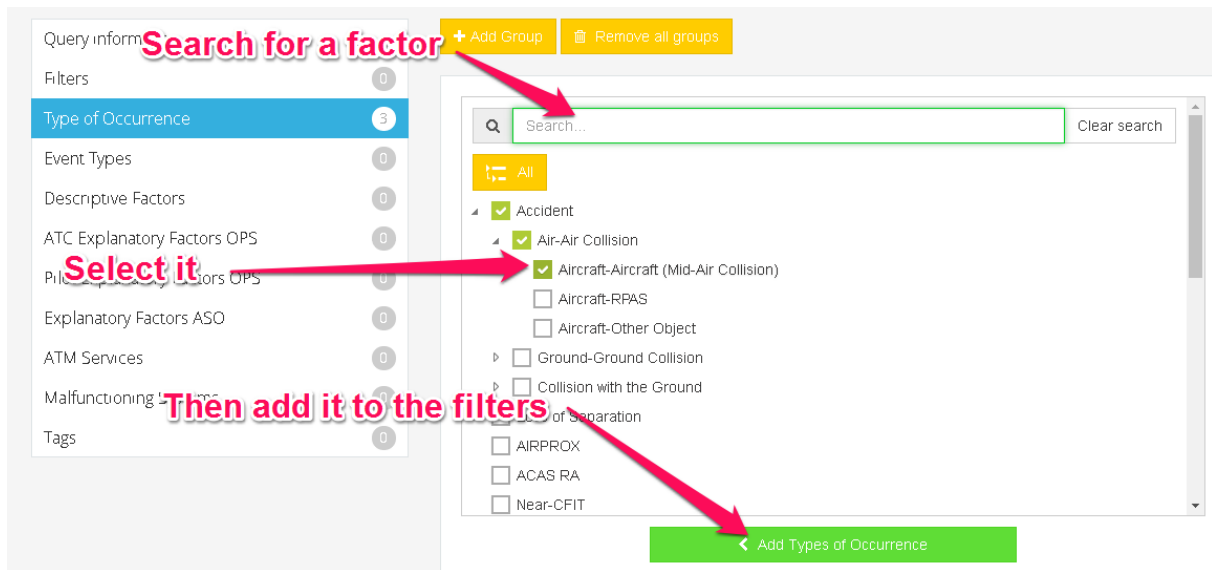 Query inform
Search for a factor
+ Add Group
Remove all groups
Filters
0
Type of Occurrence
3
Search...
Clear search
Event Types
0
All
Descriptive Factors
0
Accident
ATC Explanatory Factors OPS
0
Air-Air Collision
Select it
Aircraft-Aircraft (Mid-Air Collision)
tors OPS
0
Aircraft-RPAS
Explanatory Factors ASO
0
Aircraft-Other Object
ATM Services
0
Ground-Ground Collision
Collision with the Ground
Malfunctioning
Then add it to the filters
of Separation
Tags
0
AIRPROX
ACAS RA
Near-CFIT
Add Types of Occurrence